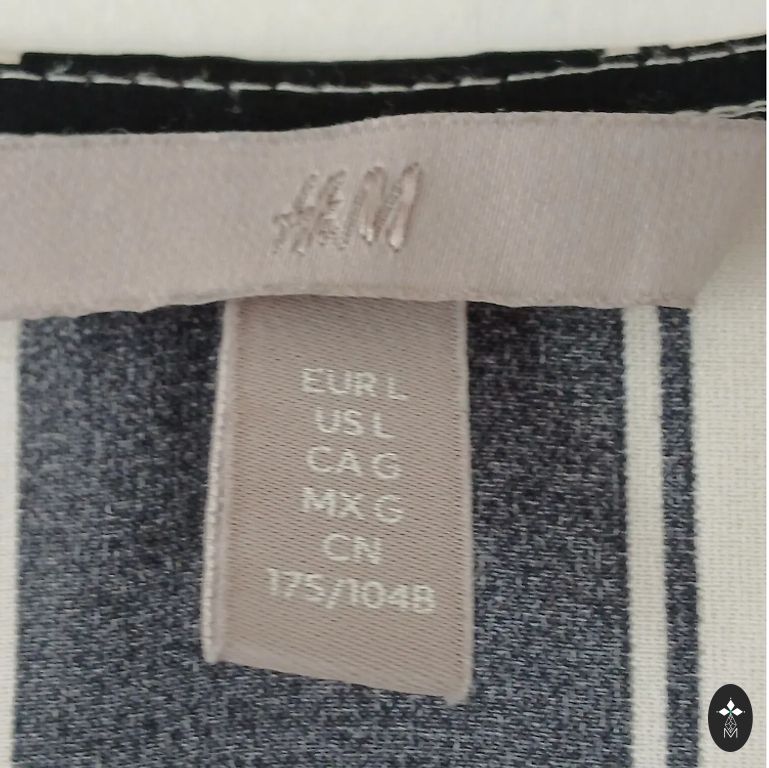 H&M
EUR L
US L
CA G
MX G
CN
175/104B
M